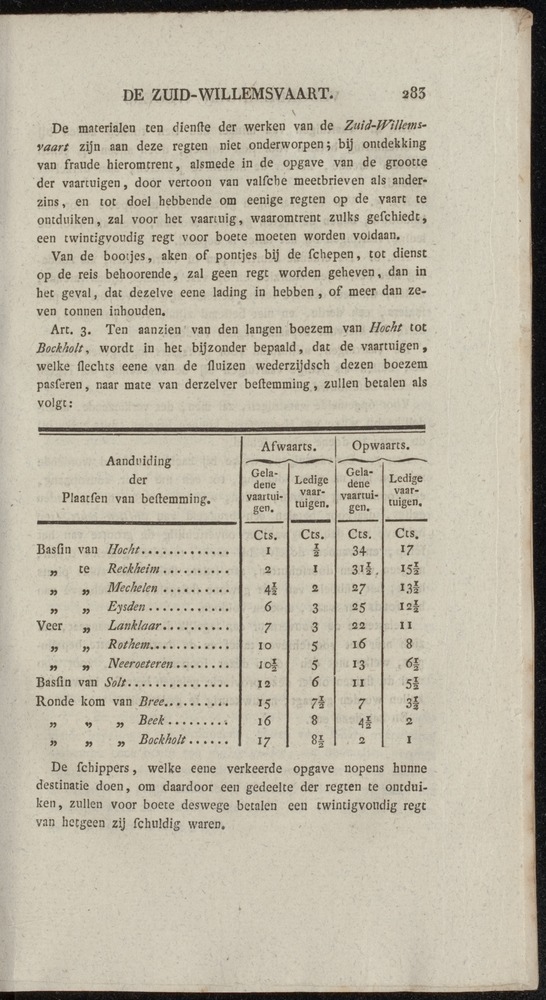 DE ZUID-WILLEMSVAART. 283
De materialen ten dienſte der werken van de Zuid-Willems-
vaart zijn aan deze regten niet onderworpen; bij ontdekking
van fraude hieromtrent, alsmede in de opgave van de grootte
der vaartuigen, door vertoon van valſche meetbrieven als ander-
zins, en tot doel hebbende om eenige regten op de vaart te
ontduiken, zal voor het vaartuig, waaromtrent zulks geſchiedt,
een twintigvoudig regt voor boete moeten worden voldaan.
Van de bootjes, aken of pontjes bij de ſchepen, tot dienst
op de reis behoorende, zal geen regt worden geheven, dan in
het geval, dat dezelve eene lading in hebben, of meer dan ze-
ven tonnen inhouden.
Art. 3. Ten aanzien van den langen boezem van Hocht tot
Bockholt, wordt in het bijzonder bepaald, dat de vaartuigen,
welke ſlechts eene van de ſluizen wederzijdsch dezen boezem
pasſeren, naar mate van derzelver beſtemming, zullen betalen als
volgt:
Aanduiding
der
Plaatſen van beſtemming.
Afwaarts. Opwaarts.
Gela-
dene
vaartui-
gen.
Ledige
vaar-
tuigen.
Gela-
dene
vaartui-
gen.
Ledige
vaar-
tuigen.
Cts. Cts. Cts. Cts.
Basſin van Hocht............. 1 ½ 34 17
„ te Reckheim .......... 2 1 31½ 15½
„ „ Mechelen .......... 4½ 2 27 13½
„ „ Eysden ............ 6 3 25 12½
Veer „ Lanklaar.......... 7 3 22 11
„ „ Rothem............ 10 5 16 8
„ „ Neeroeteren........ 10½ 5 13 6½
Basſin van Solt............... 12 6 11 5½
Ronde kom van Bree.......... 15 7½ 7 3½
„ „ „ Beek ......... 16 8 4½ 2
„ „ „ Bockholt ...... 17 8½ 2 1
De ſchippers, welke eene verkeerde opgave nopens hunne
destinatie doen, om daardoor een gedeelte der regten te ontdui-
ken, zullen voor boete deswege betalen een twintigvoudig regt
van hetgeen zij ſchuldig waren.